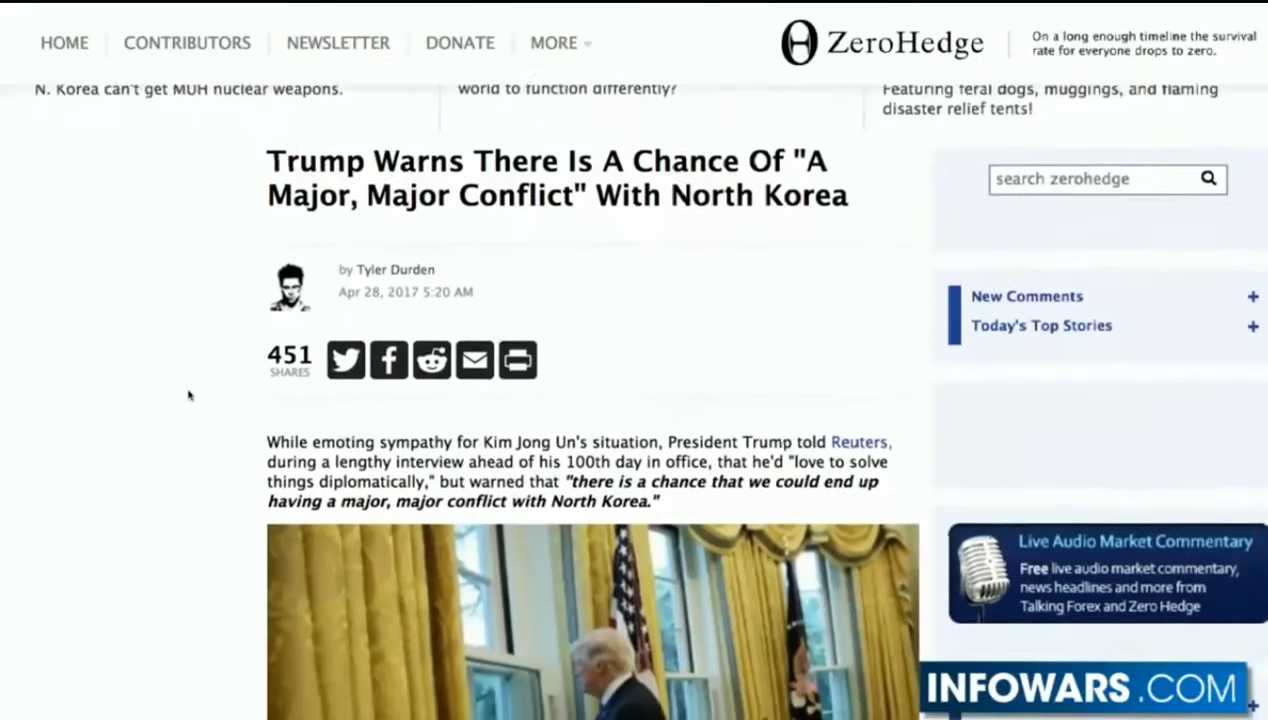 HOME
CONTRIBUTORS
NEWSLETTER
DONATE
MORE
ZeroHedge
On a long enough timeline the survival
rate for everyone drops to zero.
N. Korea can't get MUH nuclear weapons.
world to function differently?
Featuring feral dogs, muggings, and flaming
disaster relief tents!
Trump Warns There Is A Chance Of "A
Major, Major Conflict" With North Korea
search zerohedge
by Tyler Durden
Apr 28, 2017 5:20 AM
New Comments
Today's Top Stories
451
SHARES
While emoting sympathy for Kim Jong Un's situation, President Trump told Reuters,
during a lengthy interview ahead of his 100th day in office, that he'd "love to solve
things diplomatically," but warned that "there is a chance that we could end up
having a major, major conflict with North Korea."
Live Audio Market Commentary
Free live audio market commentary,
news headlines and more from
Talking Forex and Zero Hedge
INFOWARS.COM